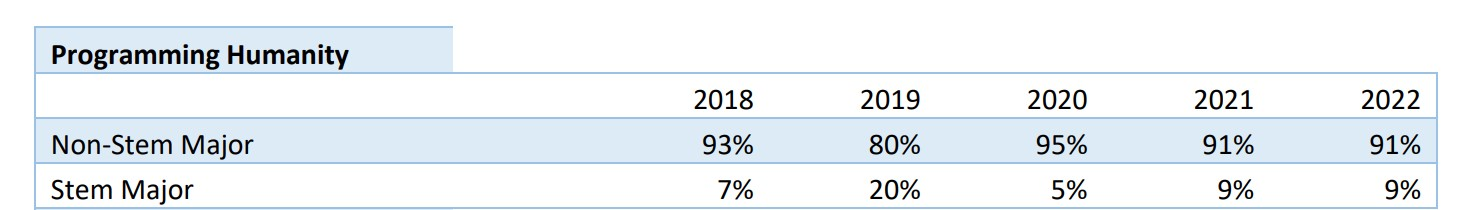 Programming Humanity
2018 2019 2020 2021 2022
Non-Stem Major 93% 80% 95% 91% 91%
Stem Major 7% 20% 5% 9% 9%